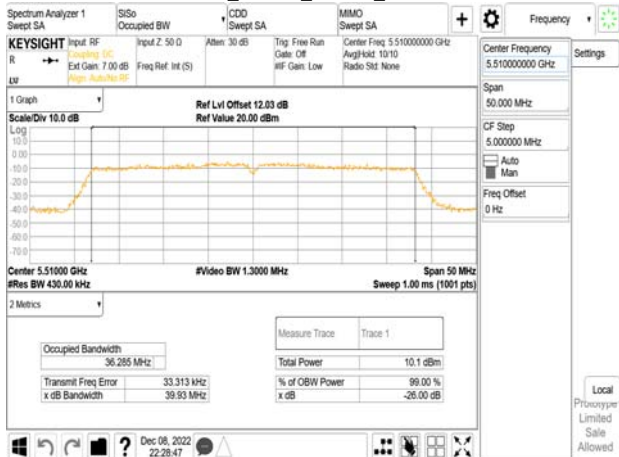 Spectrum Analyzer 1
Swept SA
SiSo
Occupied BW
CDD
Swept SA
MIMO
Swept SA
+
Frequency
KEYSIGHT
R
Input: RF
Coupling: DC
Ext Gain: 7.00 dB
Align: Auto/No RF
Input Z: 50 Ω
Freq Ref: Int (S)
Atten: 30 dB
Trig: Free Run
Gate: Off
#IF Gain: Low
Center Freq: 5.510000000 GHz
Avg|Hold: 10/10
Radio Std: None
Center Frequency
5.510000000 GHz
Settings
Span
50.000 MHz
CF Step
5.000000 MHz
Auto
Man
Freq Offset
0 Hz
1 Graph
Scale/Div 10.0 dB
Ref Lvl Offset 12.03 dB
Ref Value 20.00 dBm
Log
10.0
0.00
-10.0
-20.0
-30.0
-40.0
-50.0
-60.0
-70.0
Center 5.51000 GHz
#Res BW 430.00 kHz
#Video BW 1.3000 MHz
Span 50 MHz
Sweep 1.00 ms (1001 pts)
2 Metrics
Measure Trace
Trace 1
Occupied Bandwidth
36.285 MHz
Total Power
10.1 dBm
Transmit Freq Error
33.313 kHz
% of OBW Power
99.00 %
x dB Bandwidth
39.93 MHz
x dB
-26.00 dB
Local
Prototype
Limited
Sale
Allowed
?
Dec 08, 2022
22:28:47